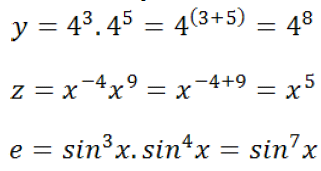 y = 4³.4⁵ = 4⁽³⁺⁵⁾ = 4⁸
z = x⁻⁴x⁹ = x⁻⁴⁺⁹ = x⁵
e = sin³x.sin⁴x = sin⁷x